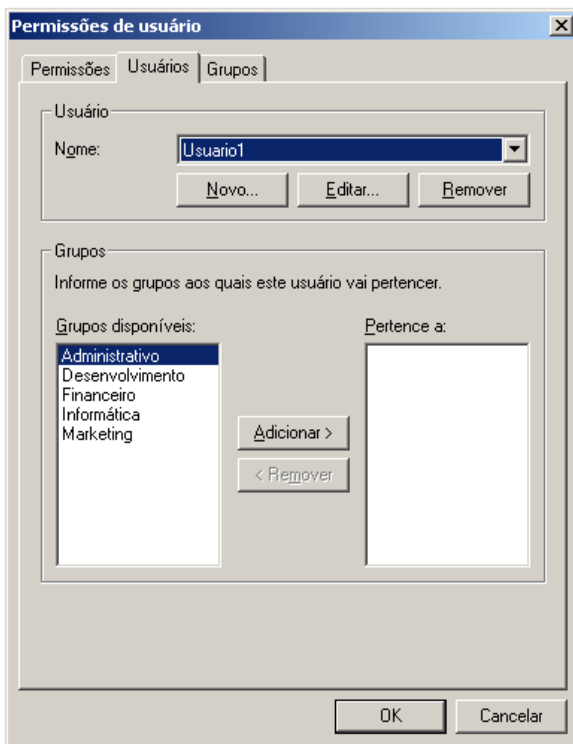 Permissões de usuário
Permissões Usuários Grupos
Usuário
Nome: Usuario1
Novo... Editar... Remover
Grupos
Informe os grupos aos quais este usuário vai pertencer.
Grupos disponíveis: Pertence a:
Administrativo
Desenvolvimento
Financeiro
Informática
Marketing
Adicionar >
< Remover
OK Cancelar